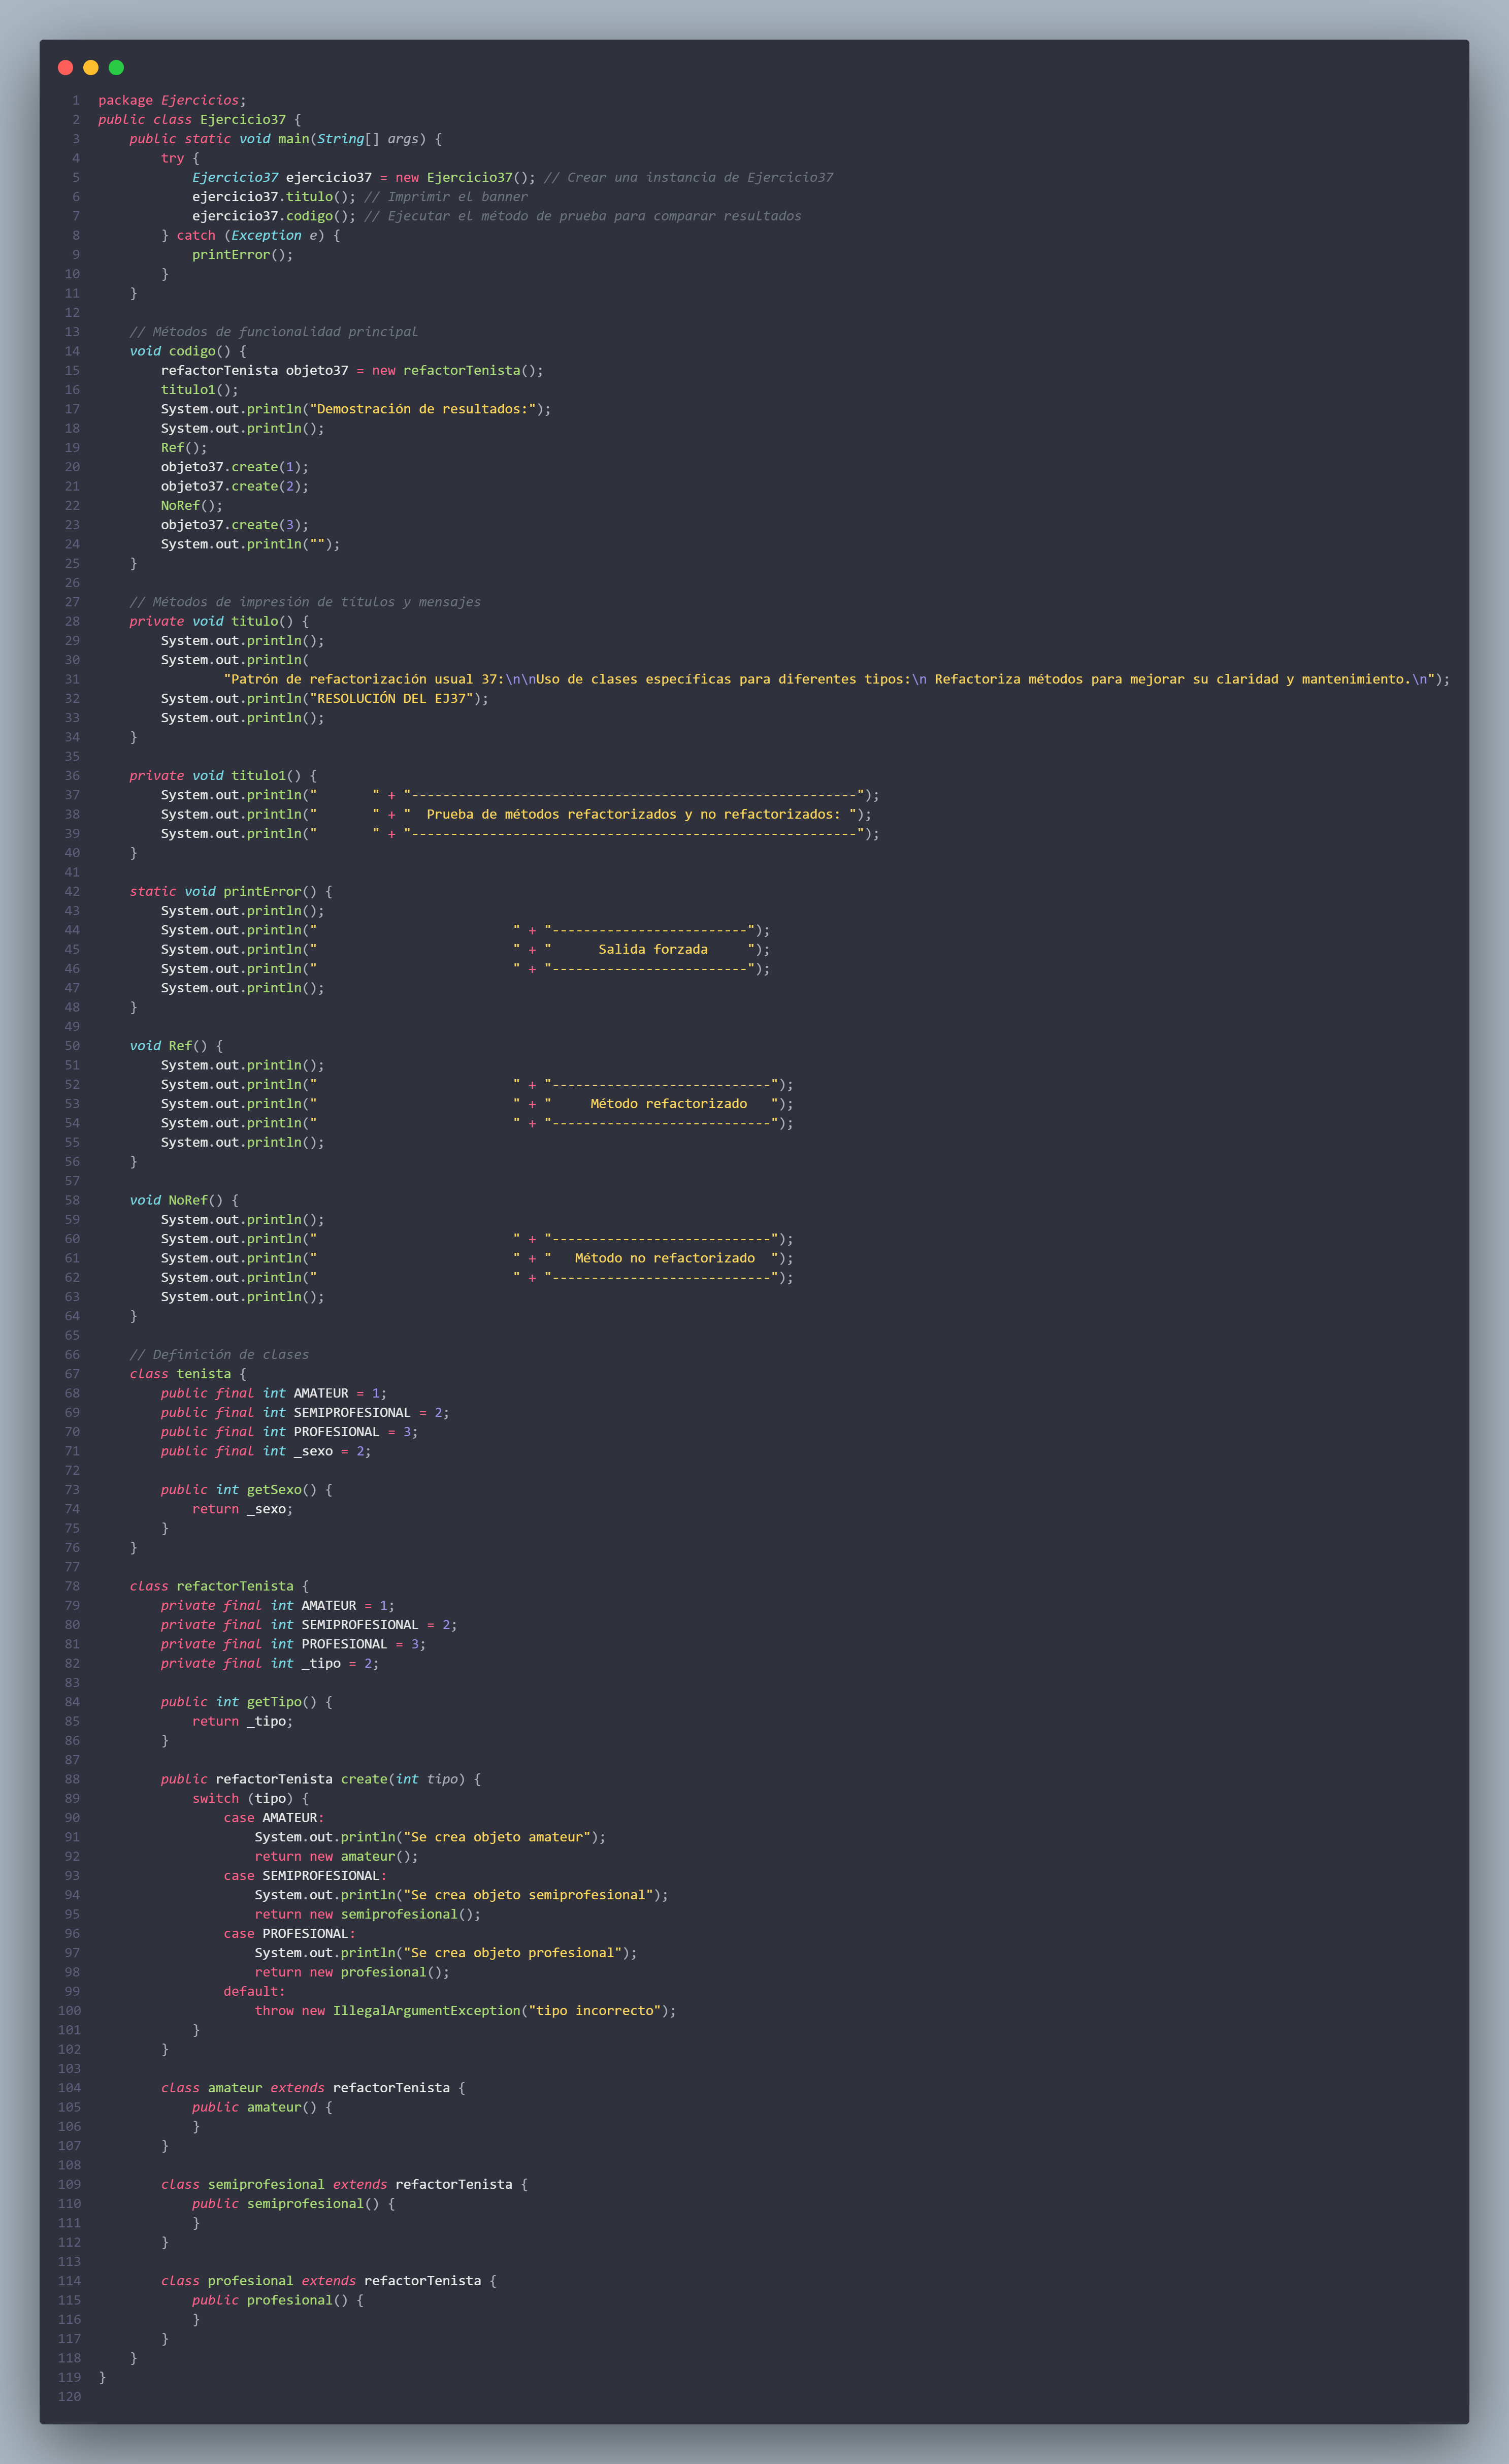 1 package Ejercicios;
2 public class Ejercicio37 {
3     public static void main(String[] args) {
4         try {
5             Ejercicio37 ejercicio37 = new Ejercicio37(); // Crear una instancia de Ejercicio37
6             ejercicio37.titulo(); // Imprimir el banner
7             ejercicio37.codigo(); // Ejecutar el método de prueba para comparar resultados
8         } catch (Exception e) {
9             printError();
10         }
11     }
12
13     // Métodos de funcionalidad principal
14     void codigo() {
15         refactorTenista objeto37 = new refactorTenista();
16         titulo1();
17         System.out.println("Demostración de resultados:");
18         System.out.println();
19         Ref();
20         objeto37.create(1);
21         objeto37.create(2);
22         NoRef();
23         objeto37.create(3);
24         System.out.println("");
25     }
26
27     // Métodos de impresión de títulos y mensajes
28     private void titulo() {
29         System.out.println();
30         System.out.println(
31                 "Patrón de refactorización usual 37:\n\nUso de clases específicas para diferentes tipos:\n Refactoriza métodos para mejorar su claridad y mantenimiento.\n");
32         System.out.println("RESOLUCIÓN DEL EJ37");
33         System.out.println();
34     }
35
36     private void titulo1() {
37         System.out.println("       " + "---------------------------------------------------------");
38         System.out.println("       " + "  Prueba de métodos refactorizados y no refactorizados: ");
39         System.out.println("       " + "---------------------------------------------------------");
40     }
41
42     static void printError() {
43         System.out.println();
44         System.out.println("                         " + "-------------------------");
45         System.out.println("                         " + "      Salida forzada     ");
46         System.out.println("                         " + "-------------------------");
47         System.out.println();
48     }
49
50     void Ref() {
51         System.out.println();
52         System.out.println("                         " + "----------------------------");
53         System.out.println("                         " + "     Método refactorizado   ");
54         System.out.println("                         " + "----------------------------");
55         System.out.println();
56     }
57
58     void NoRef() {
59         System.out.println();
60         System.out.println("                         " + "----------------------------");
61         System.out.println("                         " + "   Método no refactorizado  ");
62         System.out.println("                         " + "----------------------------");
63         System.out.println();
64     }
65
66     // Definición de clases
67     class tenista {
68         public final int AMATEUR = 1;
69         public final int SEMIPROFESIONAL = 2;
70         public final int PROFESIONAL = 3;
71         public final int _sexo = 2;
72
73         public int getSexo() {
74             return _sexo;
75         }
76     }
77
78     class refactorTenista {
79         private final int AMATEUR = 1;
80         private final int SEMIPROFESIONAL = 2;
81         private final int PROFESIONAL = 3;
82         private final int _tipo = 2;
83
84         public int getTipo() {
85             return _tipo;
86         }
87
88         public refactorTenista create(int tipo) {
89             switch (tipo) {
90                 case AMATEUR:
91                     System.out.println("Se crea objeto amateur");
92                     return new amateur();
93                 case SEMIPROFESIONAL:
94                     System.out.println("Se crea objeto semiprofesional");
95                     return new semiprofesional();
96                 case PROFESIONAL:
97                     System.out.println("Se crea objeto profesional");
98                     return new profesional();
99                 default:
100                     throw new IllegalArgumentException("tipo incorrecto");
101             }
102         }
103
104         class amateur extends refactorTenista {
105             public amateur() {
106             }
107         }
108
109         class semiprofesional extends refactorTenista {
110             public semiprofesional() {
111             }
112         }
113
114         class profesional extends refactorTenista {
115             public profesional() {
116             }
117         }
118     }
119 }
120